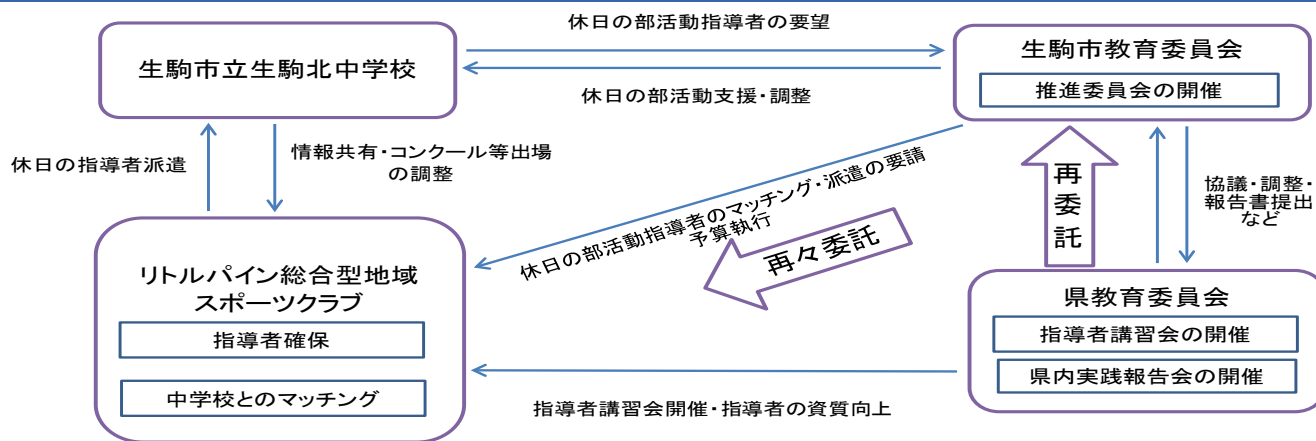 休日の部活動指導者の要望
生駒市立生駒北中学校
生駒市教育委員会
推進委員会の開催
休日の部活動支援・調整
休日の指導者派遣
情報共有・コンクール等出場
の調整
休日の部活動指導者のマッチング・派遣の要請
予算執行
再々委託
再委託
協議・調整・
報告書提出
など
リトルパイン総合型地域
スポーツクラブ
指導者確保
中学校とのマッチング
県教育委員会
指導者講習会の開催
県内実践報告会の開催
指導者講習会開催・指導者の資質向上